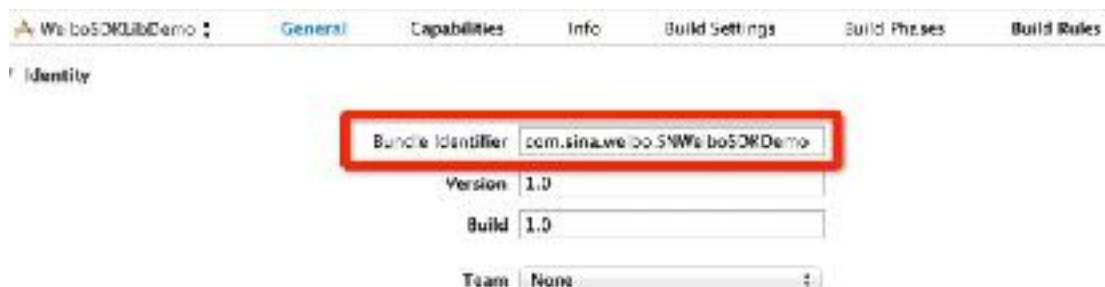 WeiboSDKLibDemo General Capabilities Info Build Settings Build Phases Build Rules
Identity
Bundle Identifier com.sina.weibo.SNWeiboSDKDemo
Version 1.0
Build 1.0
Team None